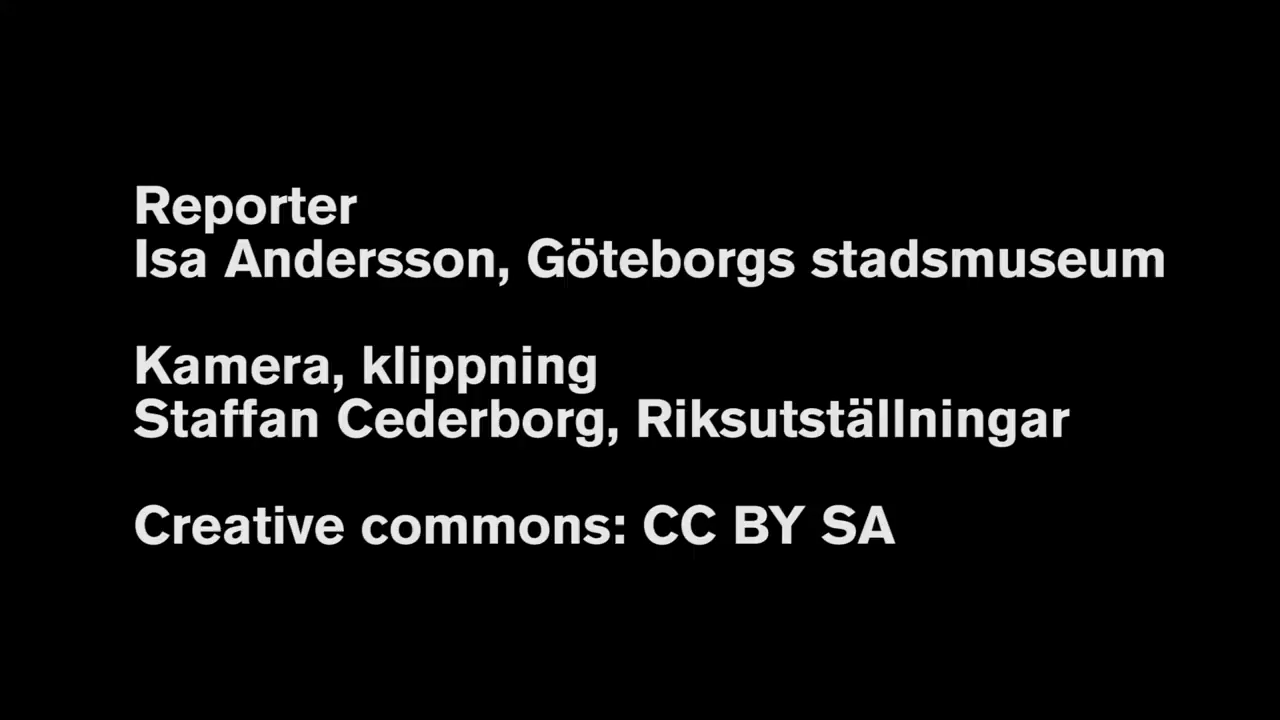 Reporter
Isa Andersson, Göteborgs stadsmuseum
Kamera, klippning
Staffan Cederborg, Riksutställningar
Creative commons: CC BY SA